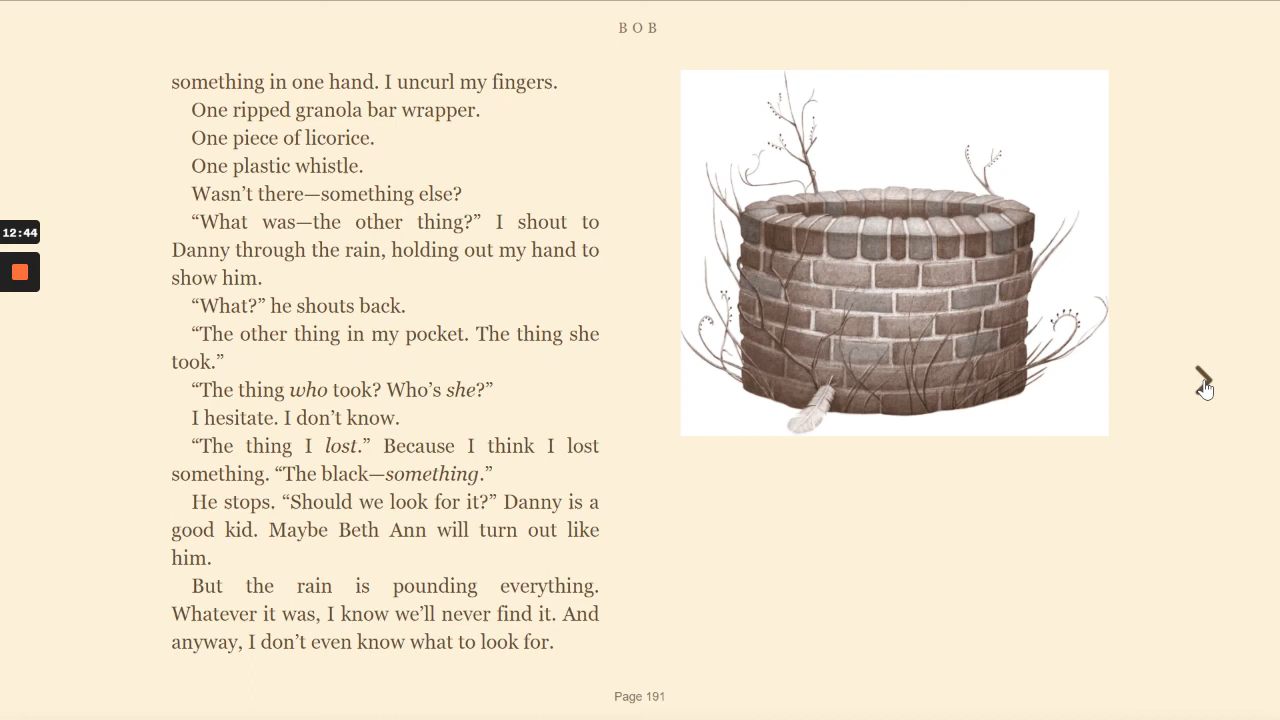 BOB
something in one hand. I uncurl my fingers.
One ripped granola bar wrapper.
One piece of licorice.
One plastic whistle.
Wasn’t there—something else?
“What was—the other thing?” I shout to
Danny through the rain, holding out my hand to
show him.
“What?” he shouts back.
“The other thing in my pocket. The thing she
took.”
“The thing who took? Who’s she?”
I hesitate. I don’t know.
“The thing I lost.” Because I think I lost
something. “The black—something.”
He stops. “Should we look for it?” Danny is a
good kid. Maybe Beth Ann will turn out like
him.
But the rain is pounding everything.
Whatever it was, I know we’ll never find it. And
anyway, I don’t even know what to look for.
12:44
Page 191